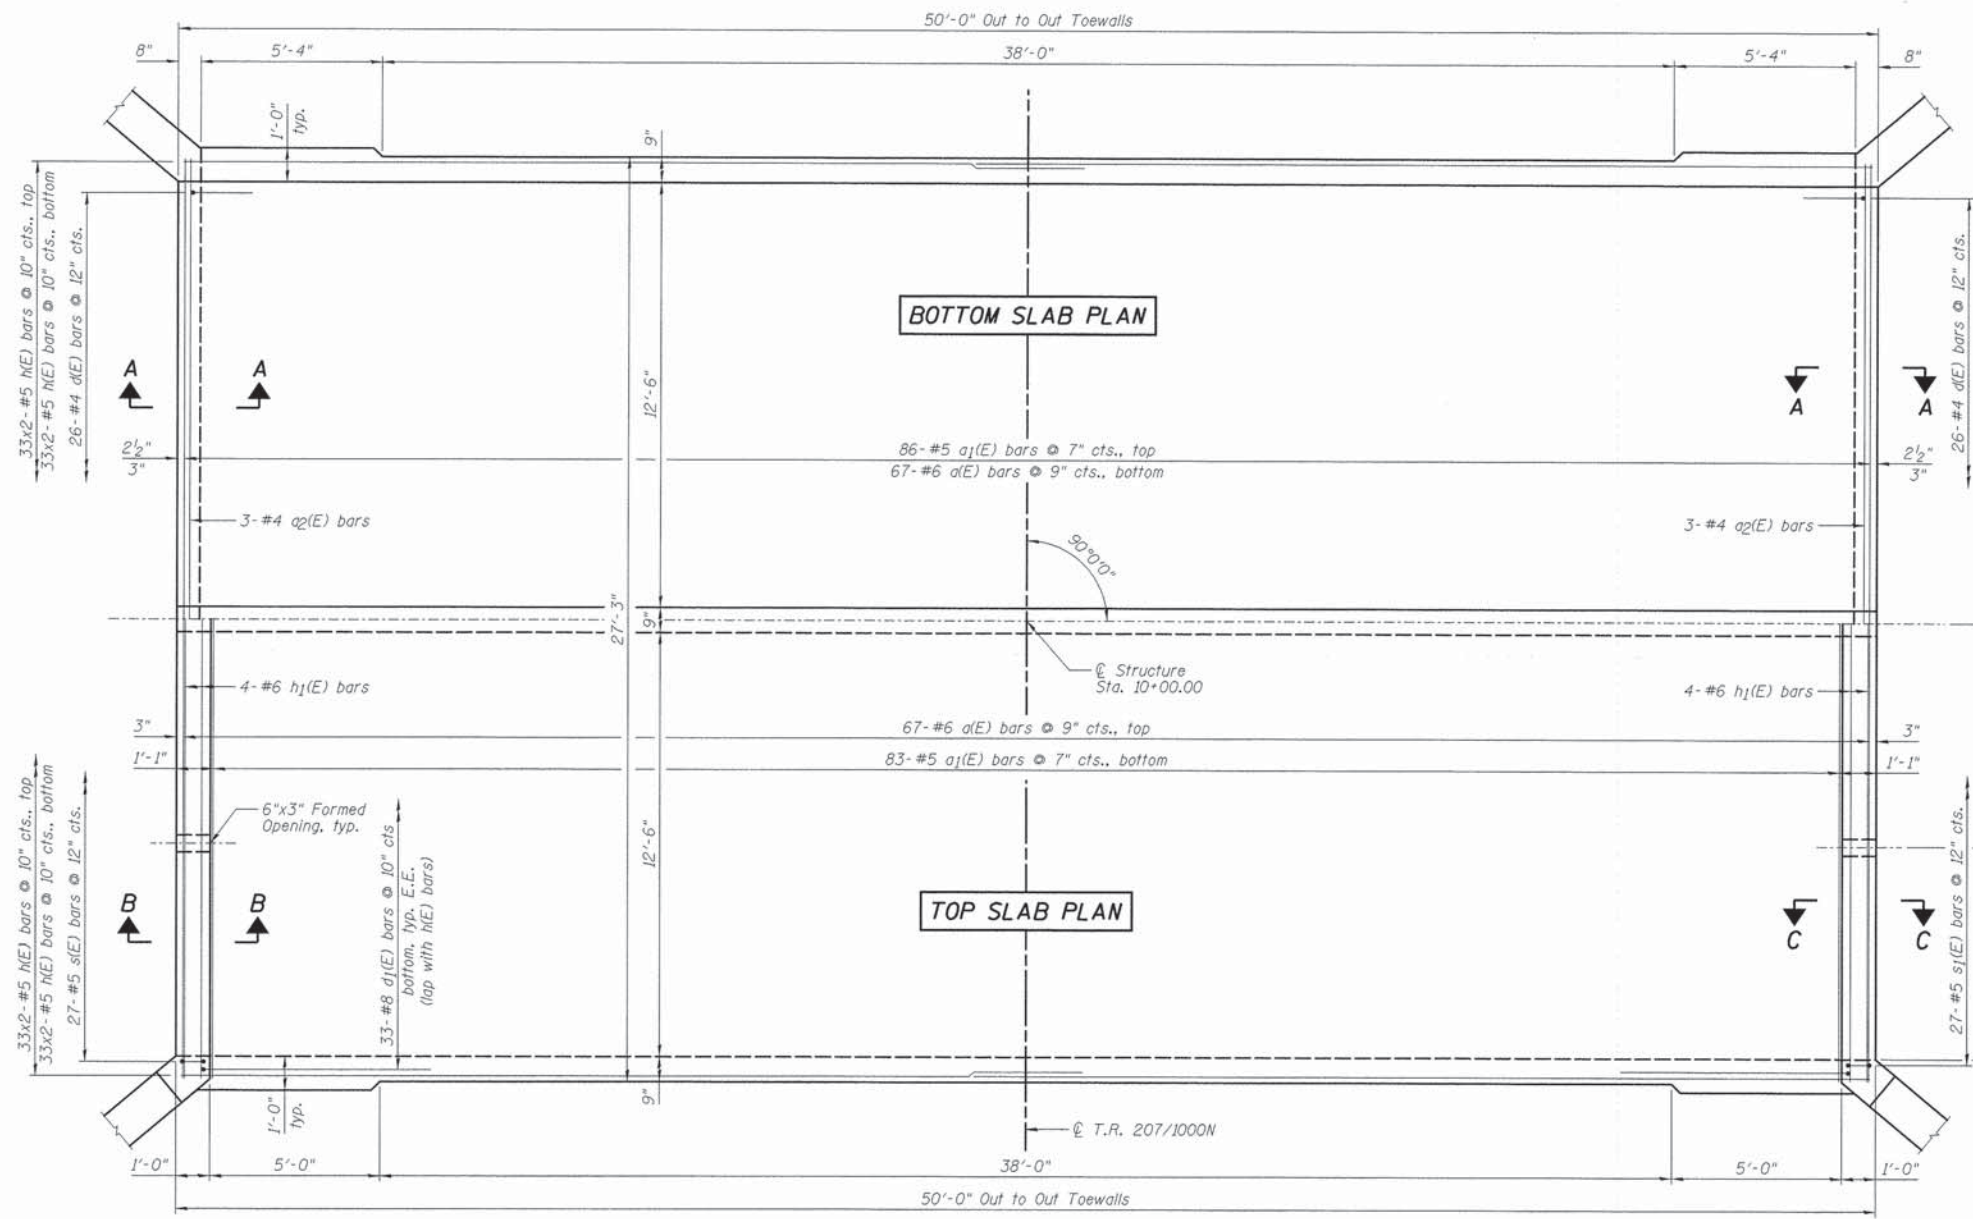 50'-0" Out to Out Toewalls
8"
5'-4"
38'-0"
5'-4"
8"
1'-0"
typ.
9"
33x2-#5 h(E) bars @ 10" cts., top
33x2-#5 h(E) bars @ 10" cts., bottom
26-#4 d(E) bars @ 12" cts.
26-#4 d(E) bars @ 12" cts.
BOTTOM SLAB PLAN
A
A
A
A
12'-6"
2½"
3"
86-#5 a1(E) bars @ 7" cts., top
67-#6 a(E) bars @ 9" cts., bottom
2½"
3"
3-#4 a2(E) bars
3-#4 a2(E) bars
90°0'0"
27'-3"
9"
℄ Structure
Sta. 10+00.00
4-#6 h1(E) bars
4-#6 h1(E) bars
3"
67-#6 a(E) bars @ 9" cts., top
3"
1'-1"
83-#5 a1(E) bars @ 7" cts., bottom
1'-1"
6"x3" Formed
Opening, typ.
33x2-#5 h(E) bars @ 10" cts., top
33x2-#5 h(E) bars @ 10" cts., bottom
27-#5 s(E) bars @ 12" cts.
33-#8 d1(E) bars @ 10" cts
bottom, typ. E.E.
(lap with h(E) bars)
12'-6"
27-#5 s1(E) bars @ 12" cts.
B
B
TOP SLAB PLAN
C
C
1'-0"
typ.
9"
℄ T.R. 207/1000N
1'-0"
5'-0"
38'-0"
5'-0"
1'-0"
50'-0" Out to Out Toewalls